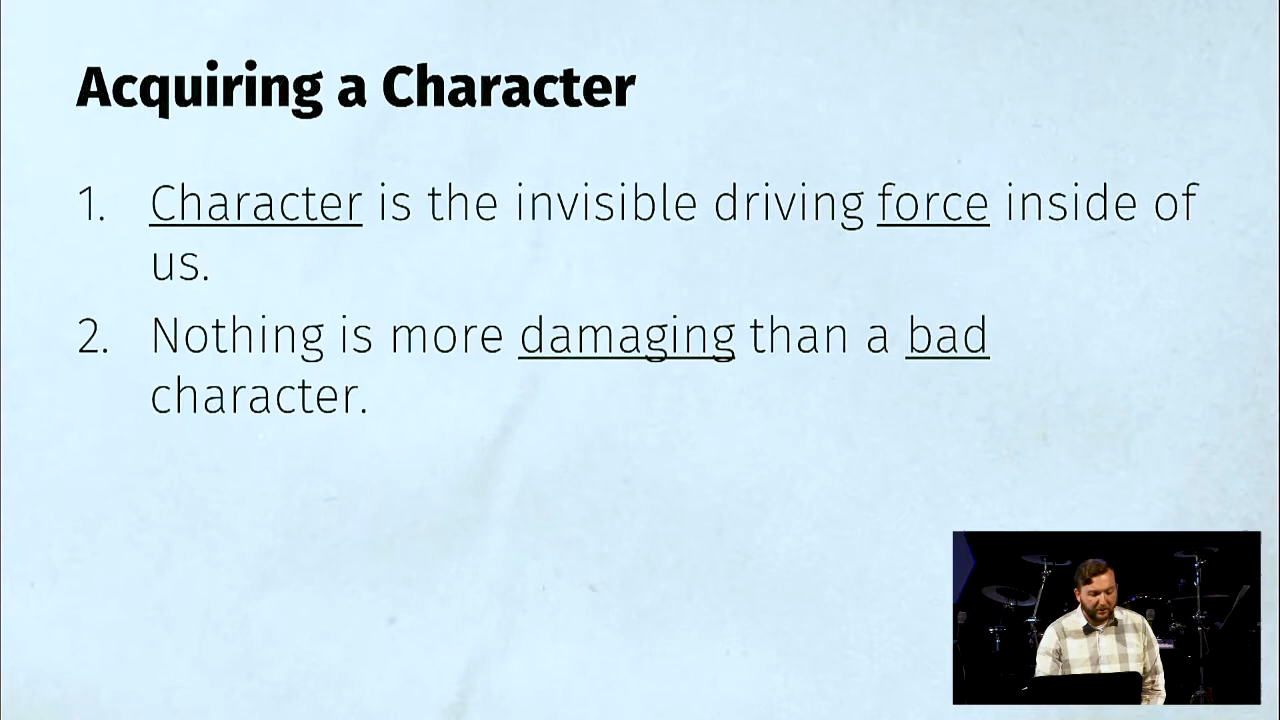 Acquiring a Character
1. Character is the invisible driving force inside of
us.
2. Nothing is more damaging than a bad
character.